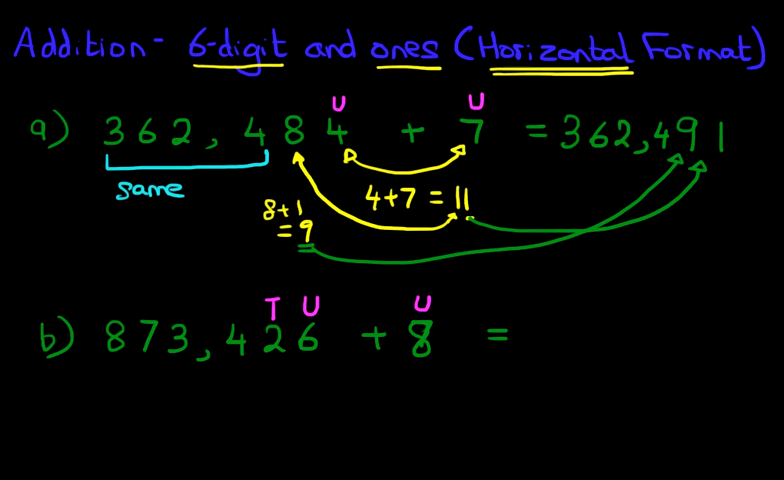 Addition - 6-digit and ones (Horizontal Format)
U U
a) 362,484 + 7 = 362,491
same
4+7 = 11
8+1
= 9
T U U
b) 873,426 + 8 =